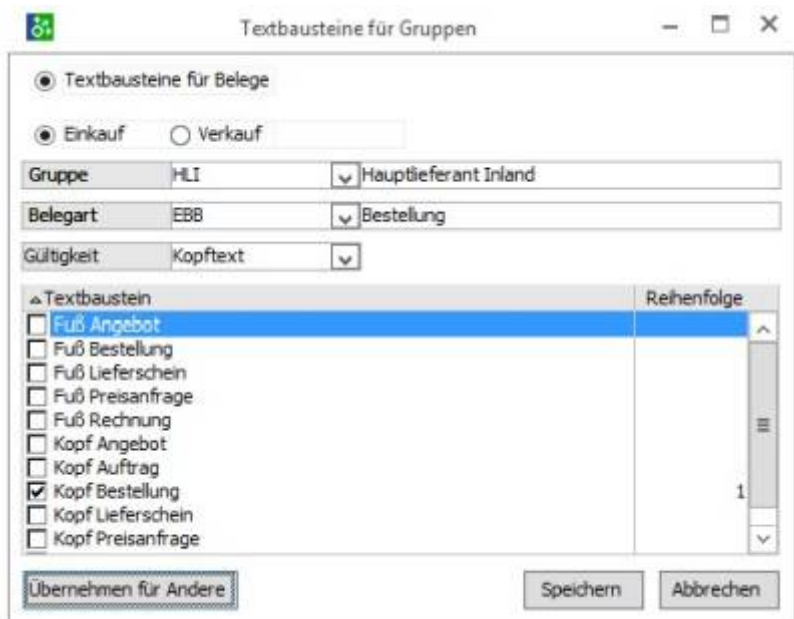 Textbausteine für Gruppen
Textbausteine für Belege
Einkauf Verkauf
Gruppe HLI Hauptlieferant Inland
Belegart EBB Bestellung
Gültigkeit Kopftext
Textbaustein Reihenfolge
Fuß Angebot
Fuß Bestellung
Fuß Lieferschein
Fuß Preisanfrage
Fuß Rechnung
Kopf Angebot
Kopf Auftrag
Kopf Bestellung 1
Kopf Lieferschein
Kopf Preisanfrage
Übernehmen für Andere Speichern Abbrechen